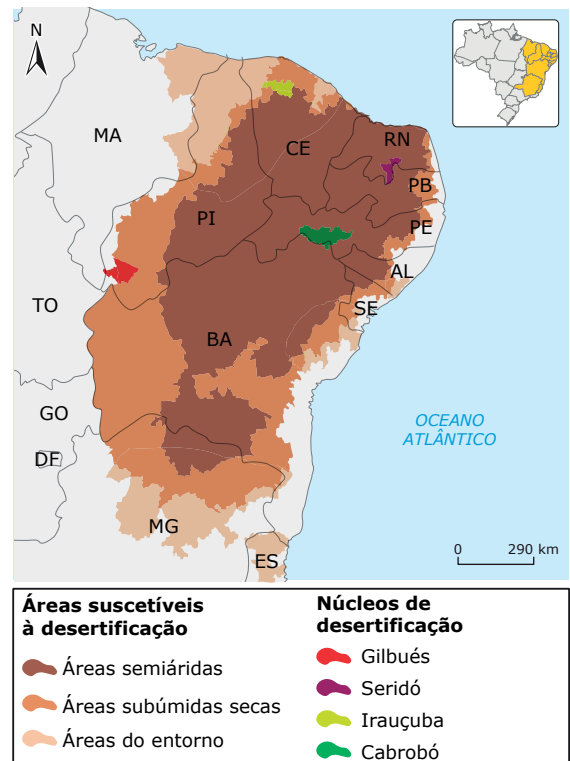 N
MA
CE
RN
PB
PI
PE
AL
TO
SE
BA
GO
OCEANO
ATLÂNTICO
DF
MG
0 290 km
ES
Áreas suscetíveis
à desertificação
Áreas semiáridas
Áreas subúmidas secas
Áreas do entorno
Núcleos de
desertificação
Gilbués
Seridó
Irauçuba
Cabrobó